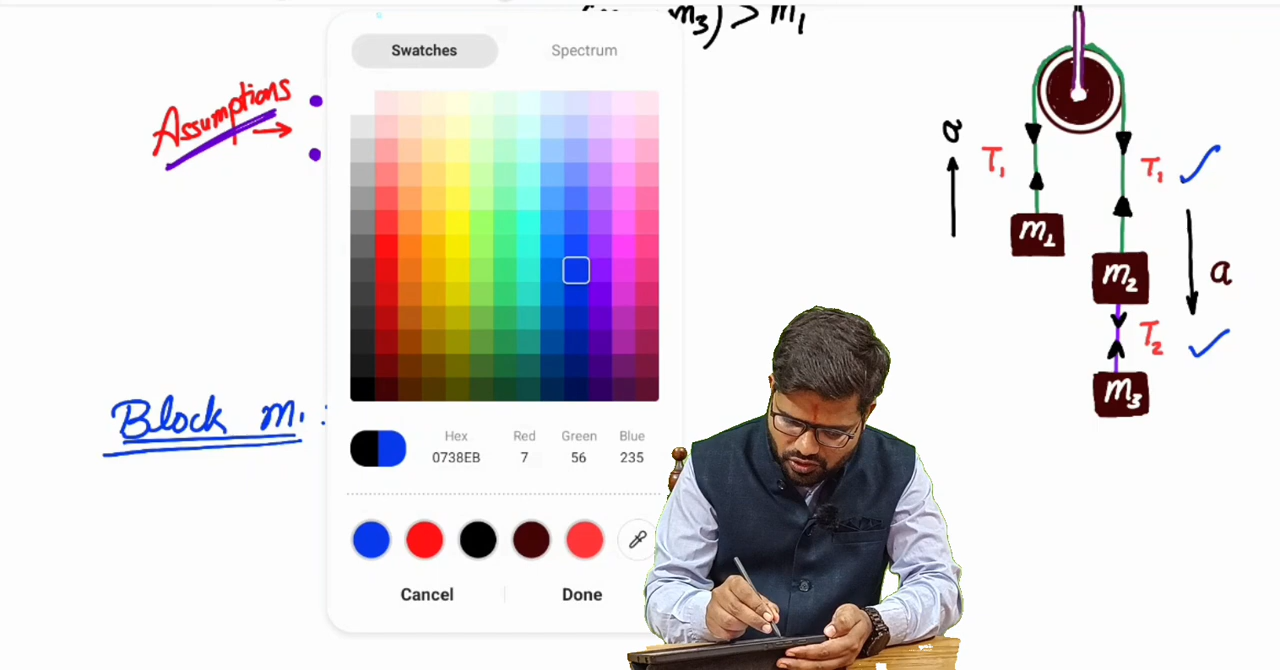 m₃) > m₁
Swatches Spectrum
Assumptions →
a
T₁
T₁ ✓
m₁
m₂
a
T₂ ✓
m₃
Block m₁ :
Hex Red Green Blue
0738EB 7 56 235
Cancel Done